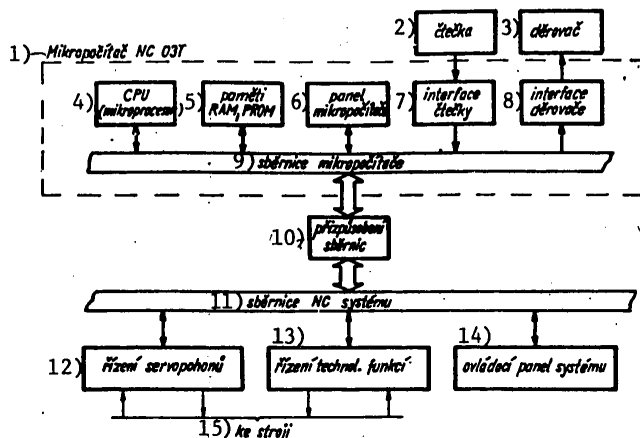 2) čtečka
3) děrovač
1) Mikropočítač NC 03T
4) CPU
(mikroprocesor)
5) paměti
RAM, PROM
6) panel
mikropočítače
7) interface
čtečky
8) interface
děrovače
9) sběrnice mikropočítače
10) přizpůsobení
sběrnic
11) sběrnice NC systému
12) řízení servopohonů
13) řízení technol. funkcí
14) ovládací panel systému
15) ke stroji